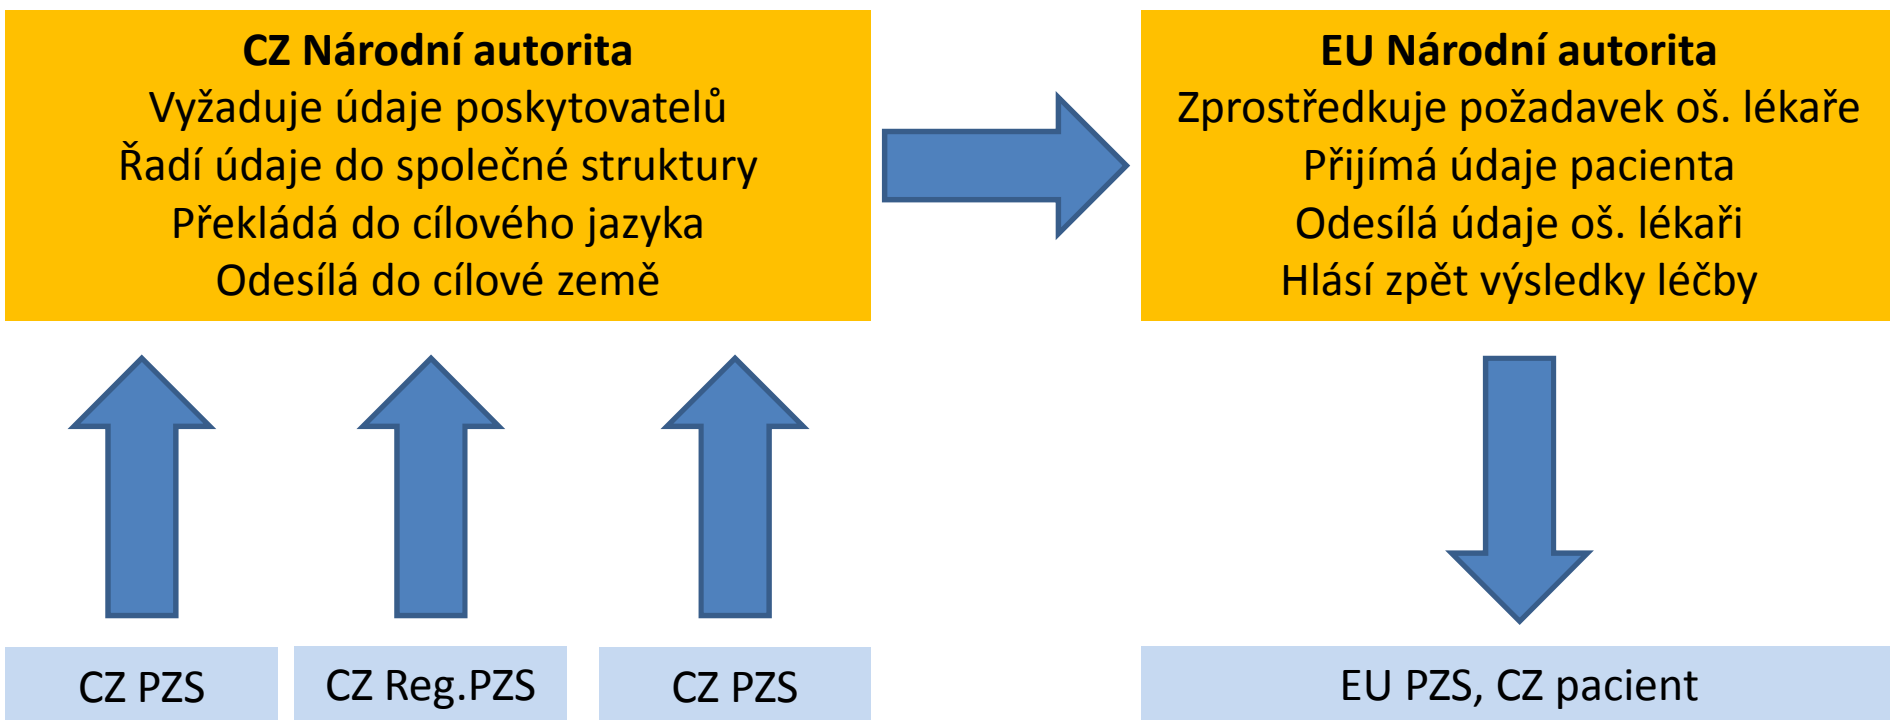 CZ Národní autorita
Vyžaduje údaje poskytovatelů
Řadí údaje do společné struktury
Překládá do cílového jazyka
Odesílá do cílové země
EU Národní autorita
Zprostředkuje požadavek oš. lékaře
Přijímá údaje pacienta
Odesílá údaje oš. lékaři
Hlásí zpět výsledky léčby
CZ PZS
CZ Reg.PZS
CZ PZS
EU PZS, CZ pacient